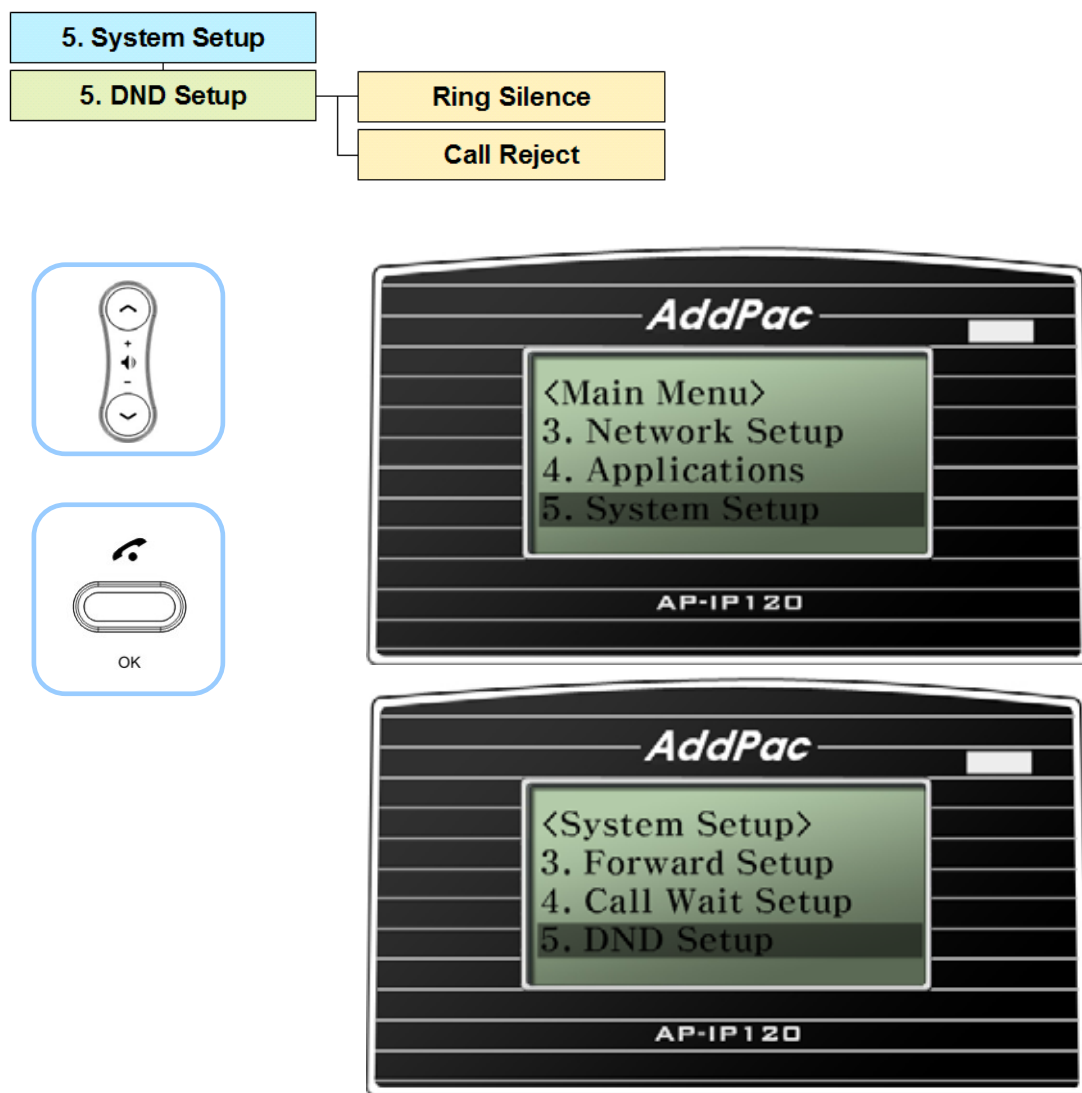 5. System Setup
5. DND Setup
Ring Silence
Call Reject
+
-
OK
AddPac
<Main Menu>
3. Network Setup
4. Applications
5. System Setup
AP-IP120
AddPac
<System Setup>
3. Forward Setup
4. Call Wait Setup
5. DND Setup
AP-IP120